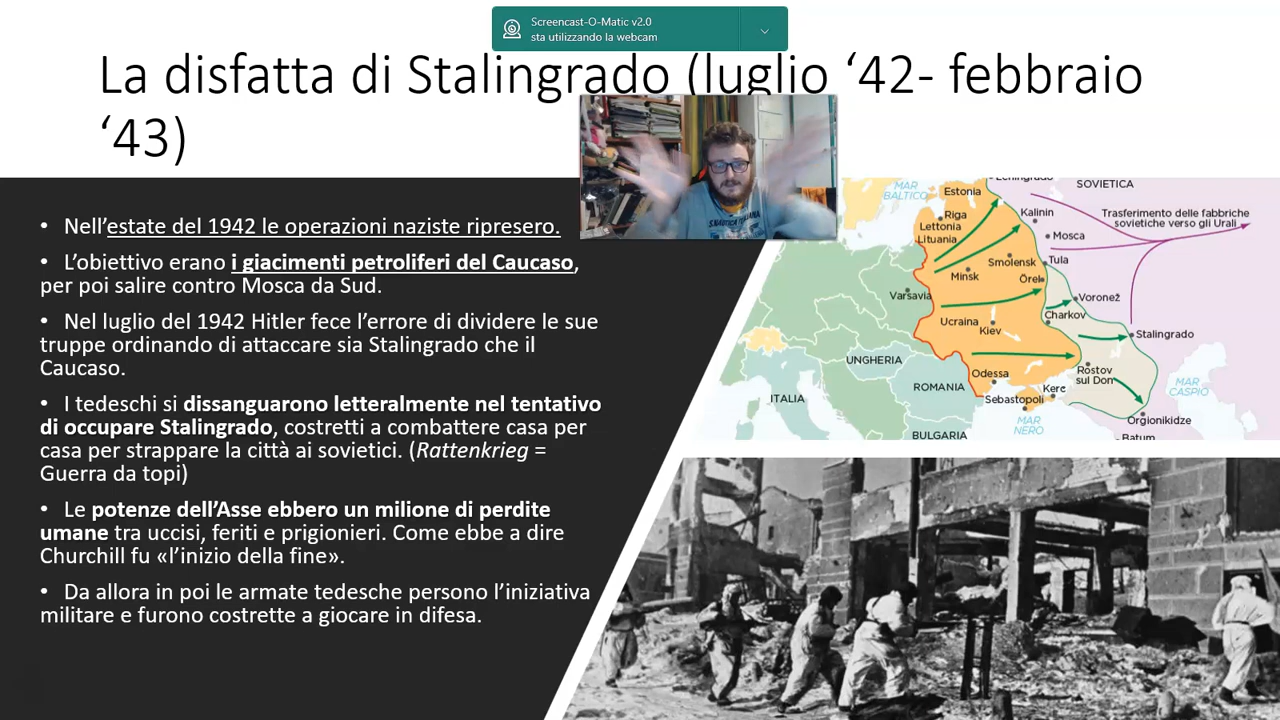 Screencast-O-Matic v2.0
sta utilizzando la webcam
La disfatta di Stalingrado (luglio ‘42- febbraio
‘43)
• Nell’estate del 1942 le operazioni naziste ripresero.
• L’obiettivo erano i giacimenti petroliferi del Caucaso,
per poi salire contro Mosca da Sud.
• Nel luglio del 1942 Hitler fece l’errore di dividere le sue
truppe ordinando di attaccare sia Stalingrado che il
Caucaso.
• I tedeschi si dissanguarono letteralmente nel tentativo
di occupare Stalingrado, costretti a combattere casa per
casa per strappare la città ai sovietici. (Rattenkrieg =
Guerra da topi)
• Le potenze dell’Asse ebbero un milione di perdite
umane tra uccisi, feriti e prigionieri. Come ebbe a dire
Churchill fu «l’inizio della fine».
• Da allora in poi le armate tedesche persono l’iniziativa
militare e furono costrette a giocare in difesa.
Leningrado
SOVIETICA
MAR
BALTICO
Estonia
Riga
Lettonia
Lituania
Kalinin
Trasferimento delle fabbriche
sovietiche verso gli Urali
Mosca
Smolensk
Tula
Minsk
Örel
Varsavia
Voronež
Charkov
Ucraina
Kiev
Stalingrado
UNGHERIA
Rostov
sul Don
Odessa
ROMANIA
Kerč
MAR
CASPIO
ITALIA
Sebastopoli
MAR
NERO
Orgionikidze
BULGARIA
Batum